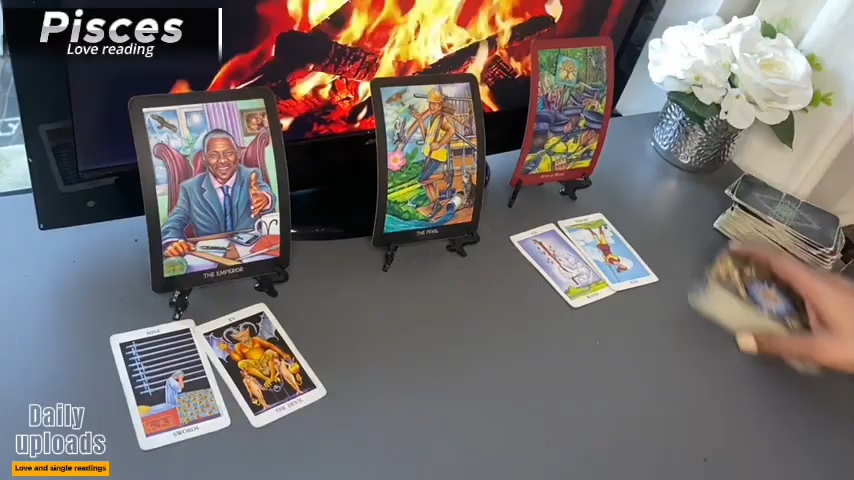 Pisces
Love reading
THE EMPEROR
THE FOOL
NINE
SWORDS
XV
THE DEVIL
Daily
uploads
Love and single readings